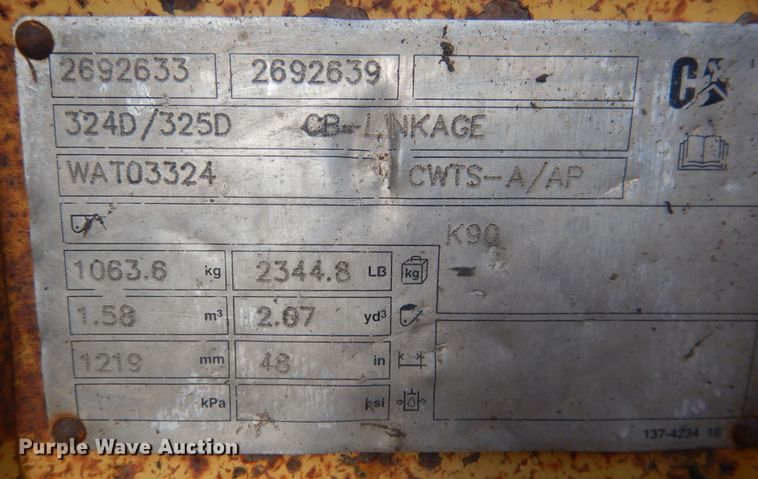 2692633 2692639
324D/325D CB-LINKAGE
WAT03324 CWTS-A/AP
K90
1063.6 kg 2344.8 LB kg
1.58 m³ 2.07 yd³
1219 mm 48 in
kPa psi
137-4234 16
Purple Wave Auction